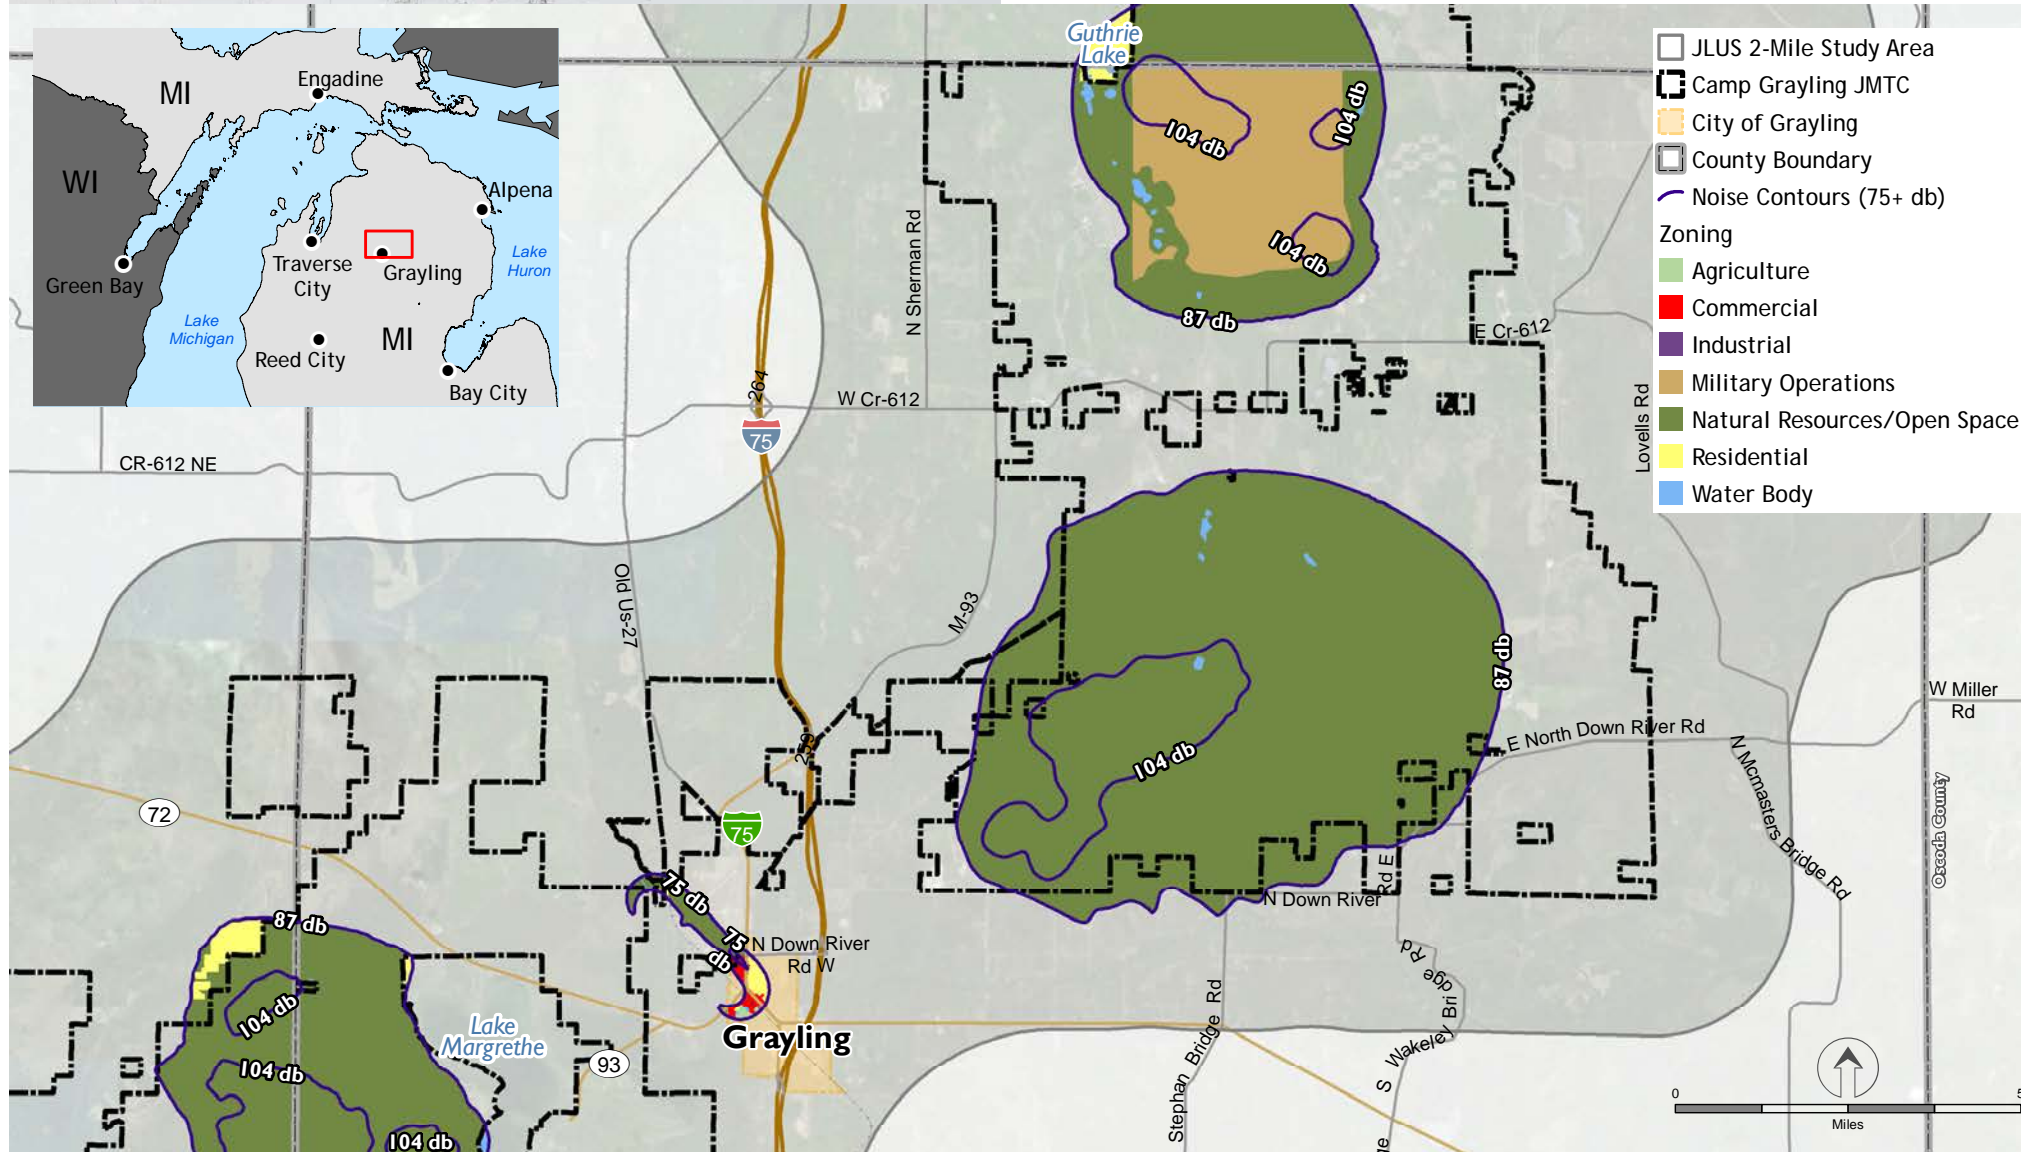 MI
Engadine
WI
Alpena
Traverse
City
Grayling
Lake
Huron
Green Bay
Lake
Michigan
MI
Reed City
Bay City
Guthrie
Lake
JLUS 2-Mile Study Area
Camp Grayling JMTC
City of Grayling
County Boundary
Noise Contours (75+ db)
Zoning
Agriculture
Commercial
Industrial
Military Operations
Natural Resources/Open Space
Residential
Water Body
104 db
104 db
104 db
87 db
N Sherman Rd
E Cr-612
264
W Cr-612
75
CR-612 NE
Lovells Rd
Old Us-27
M-93
87 db
W Miller
Rd
E North Down River Rd
259
104 db
72
75
N Mcmasters Bridge Rd
Oscoda County
75 db
Rd E
N Down River
87 db
75
db
N Down River
Rd W
104 db
Lake
Margrethe
Grayling
93
104 db
104 db
Stephan Bridge Rd
S Wakeley Bri
dge Rd
ge
0
5
Miles